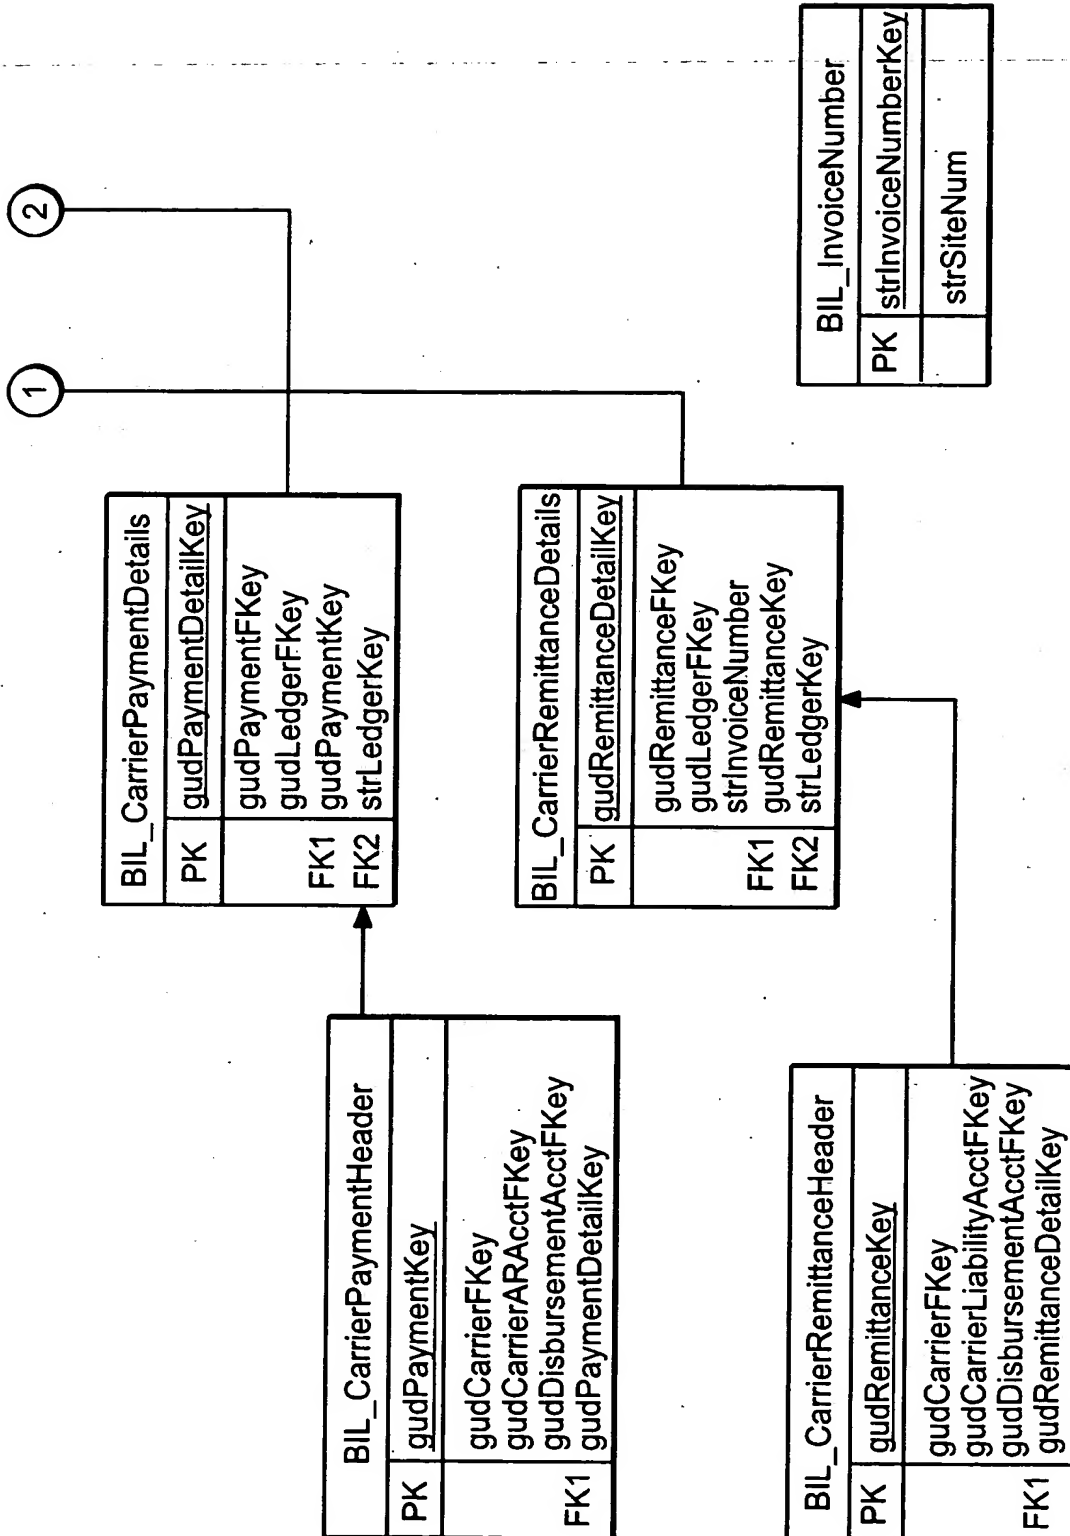 BIL_CarrierPaymentHeader
PK gudPaymentKey
gudCarrierFKey
gudCarrierARAcctFKey
gudDisbursementAcctFKey
FK1 gudPaymentDetailKey
BIL_CarrierPaymentDetails
PK gudPaymentDetailKey
gudPaymentFKey
gudLedgerFKey
FK1 gudPaymentKey
FK2 strLedgerKey
2
1
BIL_CarrierRemittanceHeader
PK gudRemittanceKey
gudCarrierFKey
gudCarrierLiabilityAcctFKey
gudDisbursementAcctFKey
FK1 gudRemittanceDetailKey
BIL_CarrierRemittanceDetails
PK gudRemittanceDetailKey
gudRemittanceFKey
gudLedgerFKey
strInvoiceNumber
FK1 gudRemittanceKey
FK2 strLedgerKey
BIL_InvoiceNumber
PK strInvoiceNumberKey
strSiteNum